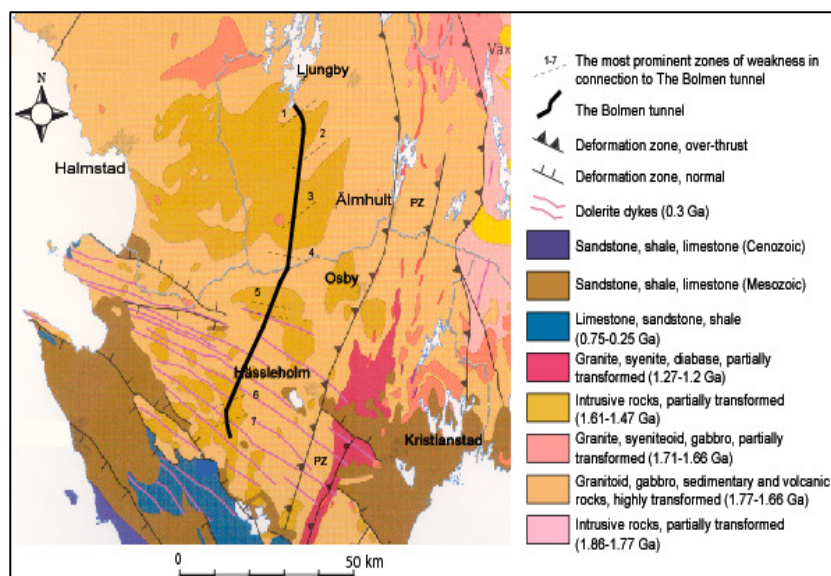 Ljungby
Väx
N
1
2
Halmstad
3
Älmhult
PZ
4
Osby
5
Hässleholm
6
7
Kristianstad
PZ
0 50 km
1-7
The most prominent zones of weakness in
connection to The Bolmen tunnel
The Bolmen tunnel
Deformation zone, over-thrust
Deformation zone, normal
Dolerite dykes (0.3 Ga)
Sandstone, shale, limestone (Cenozoic)
Sandstone, shale, limestone (Mesozoic)
Limestone, sandstone, shale
(0.75-0.25 Ga)
Granite, syenite, diabase, partially
transformed (1.27-1.2 Ga)
Intrusive rocks, partially transformed
(1.61-1.47 Ga)
Granite, syeniteoid, gabbro, partially
transformed (1.71-1.66 Ga)
Granitoid, gabbro, sedimentary and volcanic
rocks, highly transformed (1.77-1.66 Ga)
Intrusive rocks, partially transformed
(1.86-1.77 Ga)